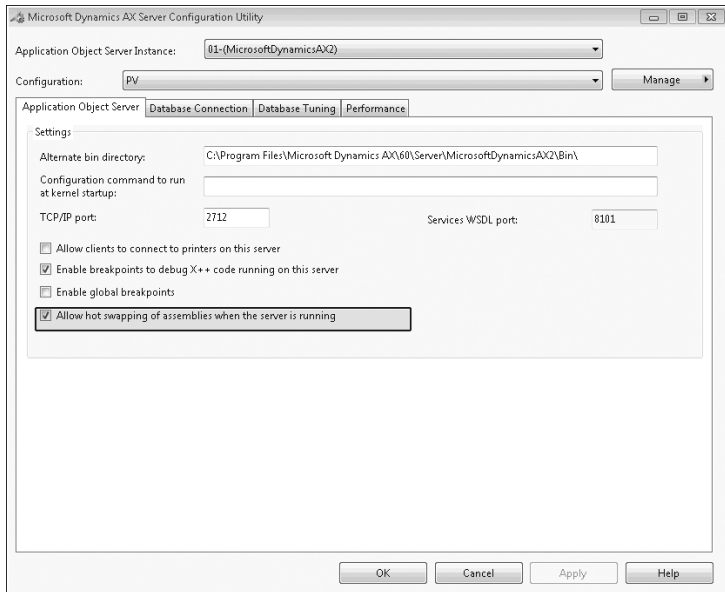 Microsoft Dynamics AX Server Configuration Utility
Application Object Server Instance: 01-(MicrosoftDynamicsAX2)
Configuration: PV Manage
Application Object Server Database Connection Database Tuning Performance
Settings
Alternate bin directory: C:\Program Files\Microsoft Dynamics AX\60\Server\MicrosoftDynamicsAX2\Bin\
Configuration command to run
at kernel startup:
TCP/IP port: 2712 Services WSDL port: 8101
Allow clients to connect to printers on this server
Enable breakpoints to debug X++ code running on this server
Enable global breakpoints
Allow hot swapping of assemblies when the server is running
OK Cancel Apply Help